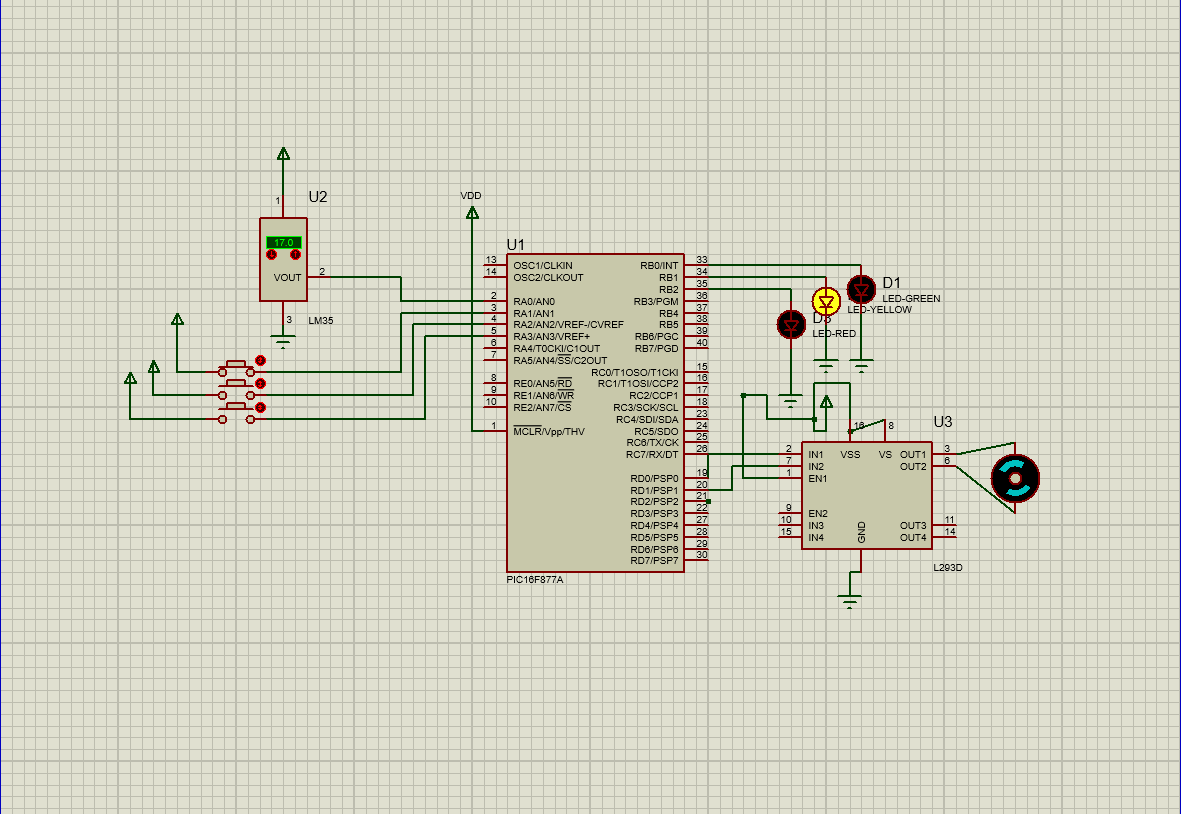 U2
1
17.0
VOUT
2
3
LM35
VDD
U1
13
OSC1/CLKIN
14
OSC2/CLKOUT
2
RA0/AN0
3
RA1/AN1
4
RA2/AN2/VREF-/CVREF
5
RA3/AN3/VREF+
6
RA4/T0CKI/C1OUT
7
RA5/AN4/SS/C2OUT
8
RE0/AN5/RD
9
RE1/AN6/WR
10
RE2/AN7/CS
1
MCLR/Vpp/THV
RB0/INT
33
RB1
34
RB2
35
RB3/PGM
36
RB4
37
RB5
38
RB6/PGC
39
RB7/PGD
40
RC0/T1OSO/T1CKI
15
RC1/T1OSI/CCP2
16
RC2/CCP1
17
RC3/SCK/SCL
18
RC4/SDI/SDA
23
RC5/SDO
24
RC6/TX/CK
25
RC7/RX/DT
26
RD0/PSP0
19
RD1/PSP1
20
RD2/PSP2
21
RD3/PSP3
22
RD4/PSP4
27
RD5/PSP5
28
RD6/PSP6
29
RD7/PSP7
30
PIC16F877A
D1
LED-GREEN
LED-YELLOW
D3
LED-RED
U3
16
8
2
IN1
VSS
VS
OUT1
3
7
IN2
OUT2
6
1
EN1
9
EN2
10
IN3
OUT3
11
15
IN4
OUT4
14
GND
L293D